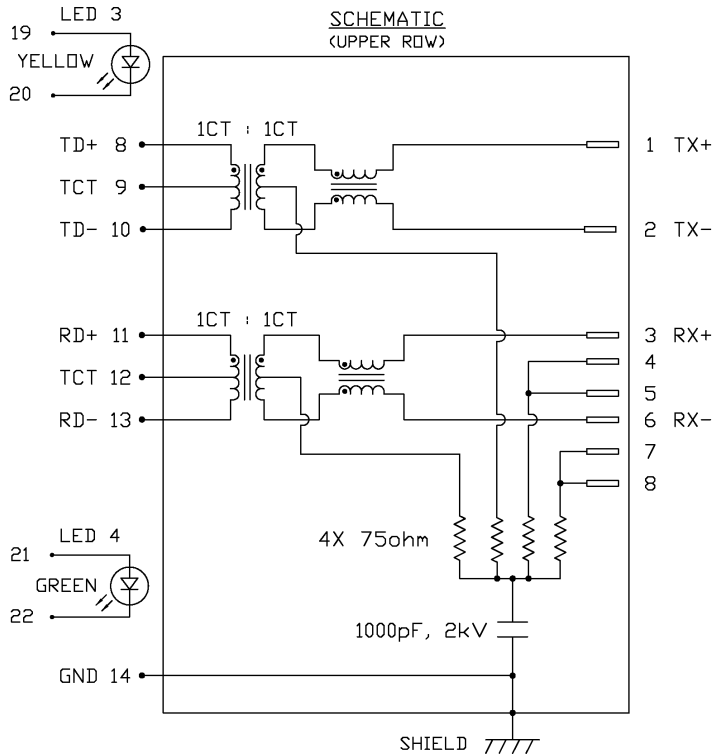 LED 3
SCHEMATIC
(UPPER ROW)
19
YELLOW
20
1CT : 1CT
TD+ 8
1 TX+
TCT 9
TD- 10
2 TX-
1CT : 1CT
RD+ 11
3 RX+
4
TCT 12
5
RD- 13
6 RX-
7
8
LED 4
4X 75ohm
21
GREEN
22
1000pF, 2kV
GND 14
SHIELD